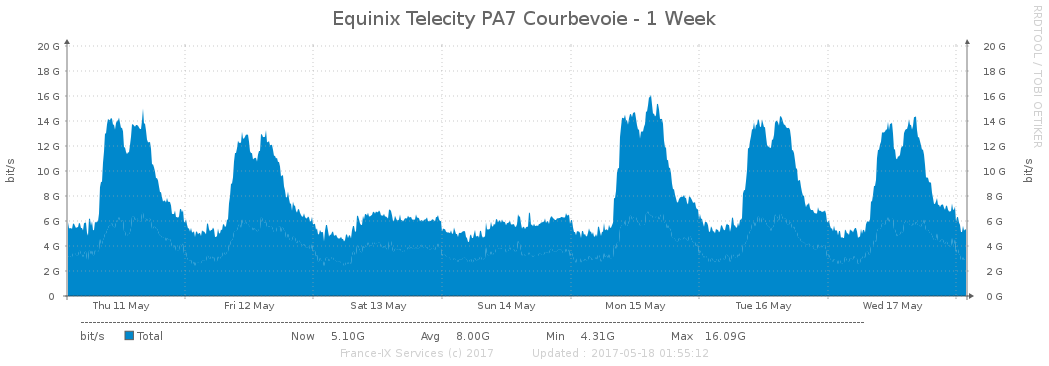 Equinix Telecity PA7 Courbevoie - 1 Week
RRDTOOL / TOBI OETIKER
20 G 20 G
18 G 18 G
16 G 16 G
14 G 14 G
12 G 12 G
10 G 10 G
8 G 8 G
6 G 6 G
4 G 4 G
2 G 2 G
0 0 G
bit/s
bit/s
Thu 11 May Fri 12 May Sat 13 May Sun 14 May Mon 15 May Tue 16 May Wed 17 May
bit/s Total Now 5.10G Avg 8.00G Min 4.31G Max 16.09G
France-IX Services (c) 2017 Updated : 2017-05-18 01:55:12